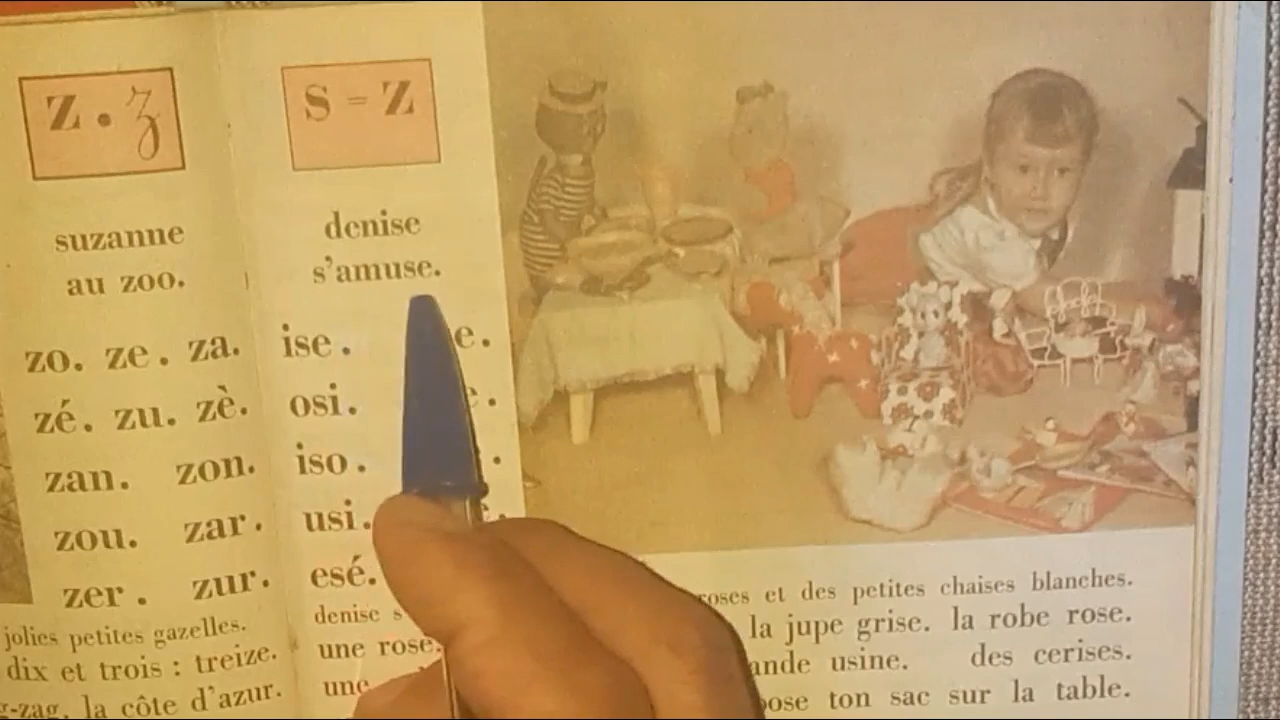 z . z
suzanne
au zoo.
zo. ze. za.
zé. zu. zè.
zan. zon.
zou. zar.
zer. zur.
jolies petites gazelles.
dix et trois : treize.
g-zag, la côte d'azur.
s = z
denise
s'amuse.
ise. e.
osi.
iso.
usi.
esé.
denise s
une rose.
une
roses et des petites chaises blanches.
la jupe grise. la robe rose.
usine. des cerises.
ton sac sur la table.